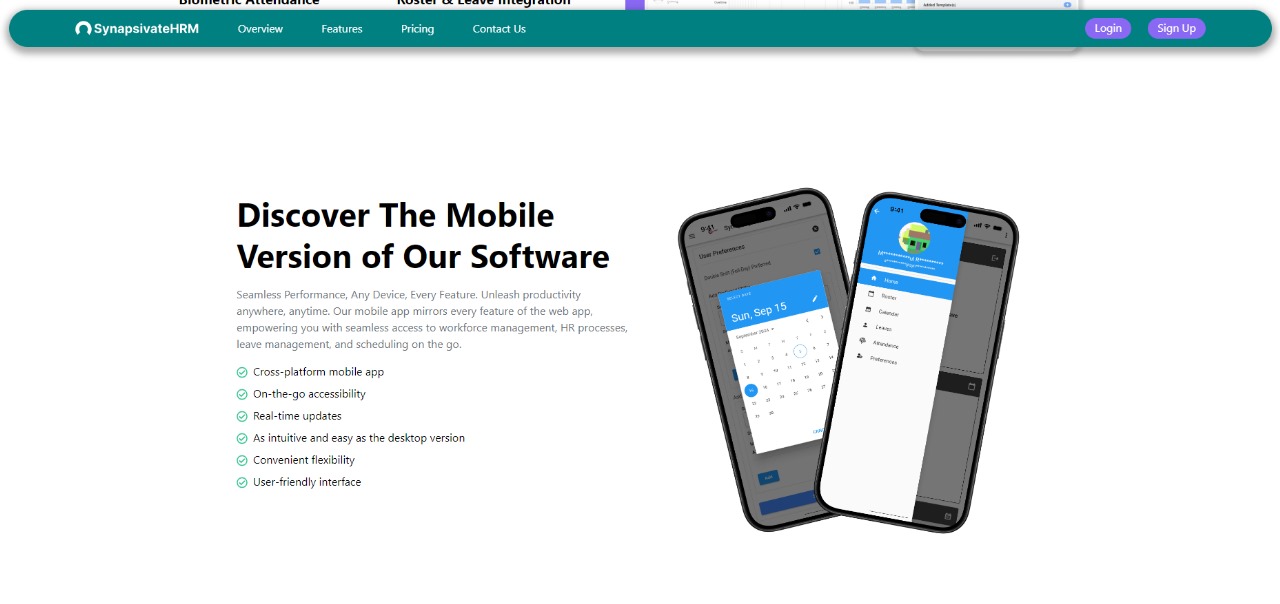 Biometric Attendance
Roster & Leave Integration
Added Template(s)
SynapsivateHRM
Overview
Features
Pricing
Contact Us
Login
Sign Up
Discover The Mobile
Version of Our Software
Seamless Performance, Any Device, Every Feature. Unleash productivity
anywhere, anytime. Our mobile app mirrors every feature of the web app,
empowering you with seamless access to workforce management, HR processes,
leave management, and scheduling on the go.
Cross-platform mobile app
On-the-go accessibility
Real-time updates
As intuitive and easy as the desktop version
Convenient flexibility
User-friendly interface
9:41
User Preferences
Sun, Sep 15
9:41
Home
Roster
Calendar
Leaves
Attendance
Preferences